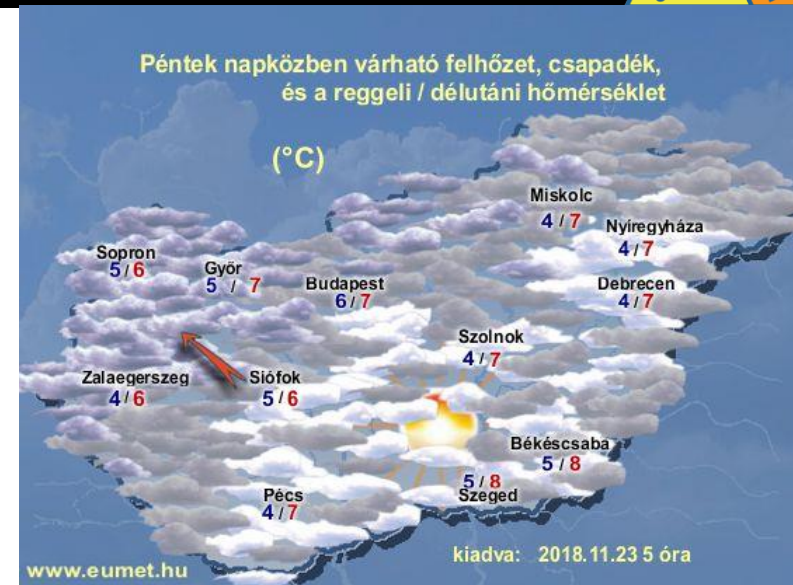 Péntek napközben várható felhőzet, csapadék,
és a reggeli / délutáni hőmérséklet
(°C)
Miskolc
4 / 7
Nyíregyháza
4 / 7
Sopron
5 / 6
Győr
5 / 7
Budapest
6 / 7
Debrecen
4 / 7
Szolnok
4 / 7
Zalaegerszeg
4 / 6
Siófok
5 / 6
Békéscsaba
5 / 8
5 / 8
Szeged
Pécs
4 / 7
kiadva: 2018.11.23 5 óra
www.eumet.hu